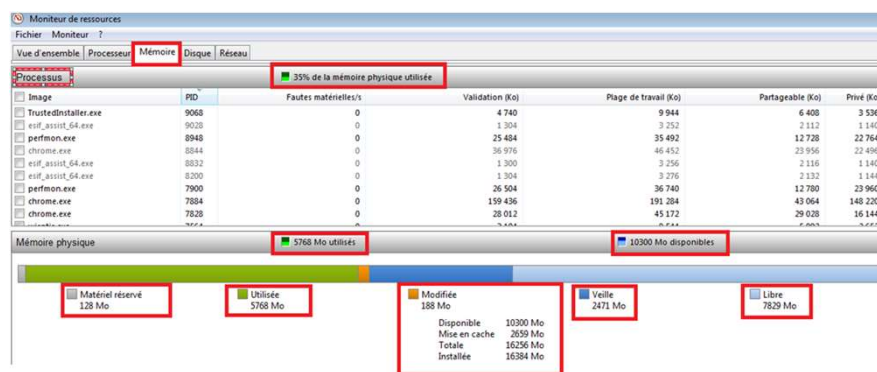 Moniteur de ressources
Fichier Moniteur ?
Vue d'ensemble Processeur Mémoire Disque Réseau
Processus 35% de la mémoire physique utilisée
Image PID Fautes matérielles/s Validation (Ko) Plage de travail (Ko) Partageable (Ko) Privé (Ko
TrustedInstaller.exe 9068 0 4 740 9 944 6 408 3 536
esif_assist_64.exe 9028 0 1 304 3 252 2 112 1 140
perfmon.exe 8948 0 25 484 35 492 12 728 22 764
chrome.exe 8844 0 36 976 46 452 23 956 22 496
esif_assist_64.exe 8832 0 1 300 3 256 2 116 1 140
esif_assist_64.exe 8200 0 1 304 3 276 2 132 1 144
perfmon.exe 7900 0 26 504 36 740 12 780 23 960
chrome.exe 7884 0 159 436 191 284 43 064 148 220
chrome.exe 7828 0 28 012 45 172 29 028 16 144
Mémoire physique 5768 Mo utilisés 10300 Mo disponibles
Matériel réservé Utilisée Modifiée Veille Libre
128 Mo 5768 Mo 188 Mo 2471 Mo 7829 Mo
Disponible 10300 Mo
Mise en cache 2659 Mo
Totale 16256 Mo
Installée 16384 Mo